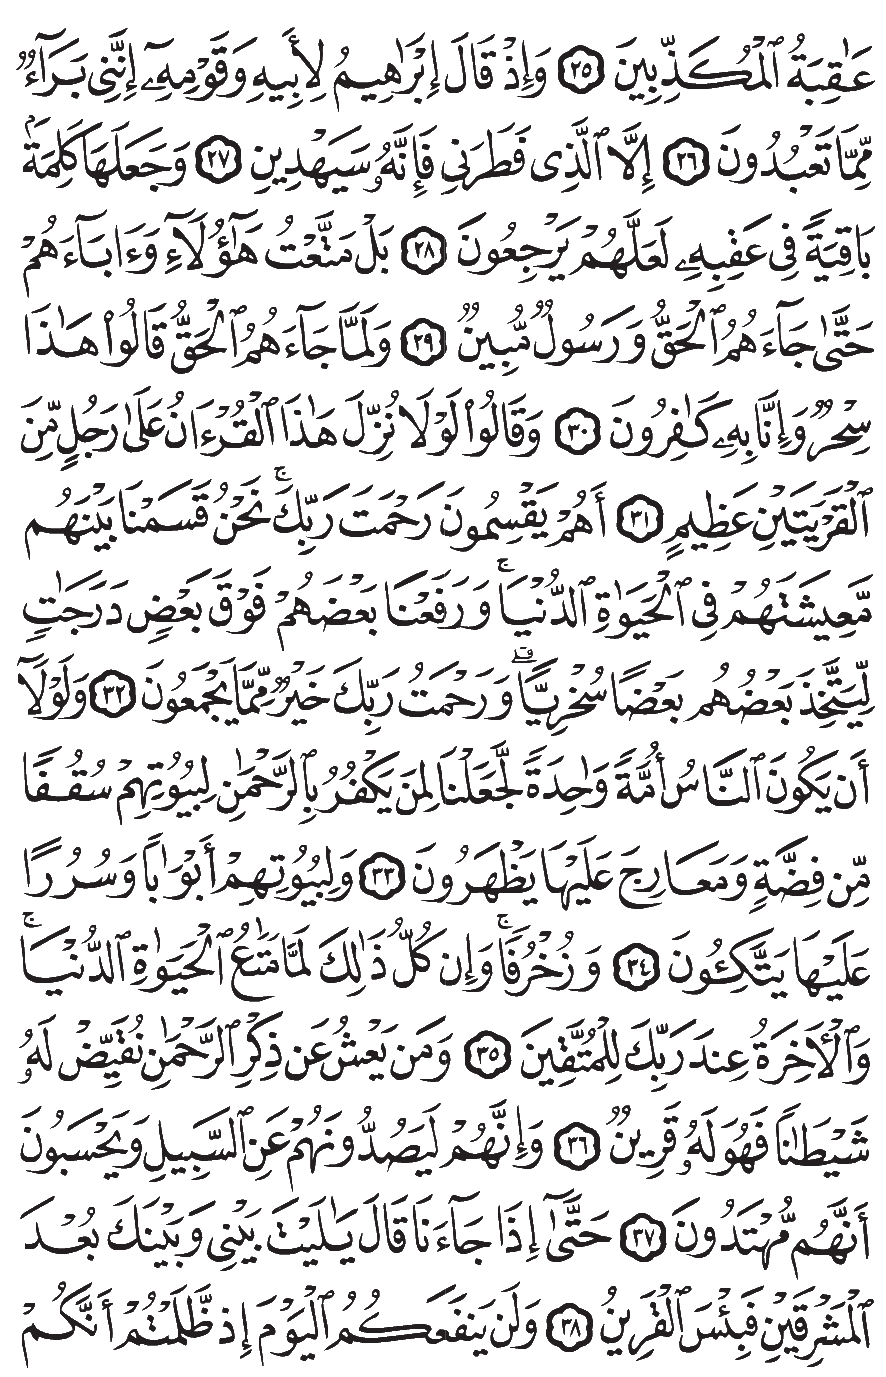 عَٰقِبَةُ ٱلْمُكَذِّبِينَ ٢٥ وَإِذْ قَالَ إِبْرَٰهِيمُ لِأَبِيهِ وَقَوْمِهِۦٓ إِنَّنِى بَرَآءٌ
مِّمَّا تَعْبُدُونَ ٢٦ إِلَّا ٱلَّذِى فَطَرَنِى فَإِنَّهُۥ سَيَهْدِينِ ٢٧ وَجَعَلَهَا كَلِمَةًۢ
بَاقِيَةً فِى عَقِبِهِۦ لَعَلَّهُمْ يَرْجِعُونَ ٢٨ بَلْ مَتَّعْتُ هَٰٓؤُلَآءِ وَءَابَآءَهُمْ
حَتَّىٰ جَآءَهُمُ ٱلْحَقُّ وَرَسُولٌ مُّبِينٌ ٢٩ وَلَمَّا جَآءَهُمُ ٱلْحَقُّ قَالُوا۟ هَٰذَا
سِحْرٌ وَإِنَّا بِهِۦ كَٰفِرُونَ ٣٠ وَقَالُوا۟ لَوْلَا نُزِّلَ هَٰذَا ٱلْقُرْءَانُ عَلَىٰ رَجُلٍ مِّنَ
ٱلْقَرْيَتَيْنِ عَظِيمٍ ٣١ أَهُمْ يَقْسِمُونَ رَحْمَتَ رَبِّكَ ۚ نَحْنُ قَسَمْنَا بَيْنَهُم
مَّعِيشَتَهُمْ فِى ٱلْحَيَوٰةِ ٱلدُّنْيَا ۚ وَرَفَعْنَا بَعْضَهُمْ فَوْقَ بَعْضٍ دَرَجَٰتٍ
لِّيَتَّخِذَ بَعْضُهُم بَعْضًا سُخْرِيًّا ۗ وَرَحْمَتُ رَبِّكَ خَيْرٌ مِّمَّا يَجْمَعُونَ ٣٢ وَلَوْلَآ
أَن يَكُونَ ٱلنَّاسُ أُمَّةً وَٰحِدَةً لَّجَعَلْنَا لِمَن يَكْفُرُ بِٱلرَّحْمَٰنِ لِبُيُوتِهِمْ سُقُفًا
مِّن فِضَّةٍ وَمَعَارِجَ عَلَيْهَا يَظْهَرُونَ ٣٣ وَلِبُيُوتِهِمْ أَبْوَٰبًا وَسُرُرًا
عَلَيْهَا يَتَّكِـُٔونَ ٣٤ وَزُخْرُفًا ۚ وَإِن كُلُّ ذَٰلِكَ لَمَّا مَتَٰعُ ٱلْحَيَوٰةِ ٱلدُّنْيَا ۚ
وَٱلْـَٔاخِرَةُ عِندَ رَبِّكَ لِلْمُتَّقِينَ ٣٥ وَمَن يَعْشُ عَن ذِكْرِ ٱلرَّحْمَٰنِ نُقَيِّضْ لَهُۥ
شَيْطَٰنًا فَهُوَ لَهُۥ قَرِينٌ ٣٦ وَإِنَّهُمْ لَيَصُدُّونَهُمْ عَنِ ٱلسَّبِيلِ وَيَحْسَبُونَ
أَنَّهُم مُّهْتَدُونَ ٣٧ حَتَّىٰٓ إِذَا جَآءَنَا قَالَ يَٰلَيْتَ بَيْنِى وَبَيْنَكَ بُعْدَ
ٱلْمَشْرِقَيْنِ فَبِئْسَ ٱلْقَرِينُ ٣٨ وَلَن يَنفَعَكُمُ ٱلْيَوْمَ إِذ ظَّلَمْتُمْ أَنَّكُمْ